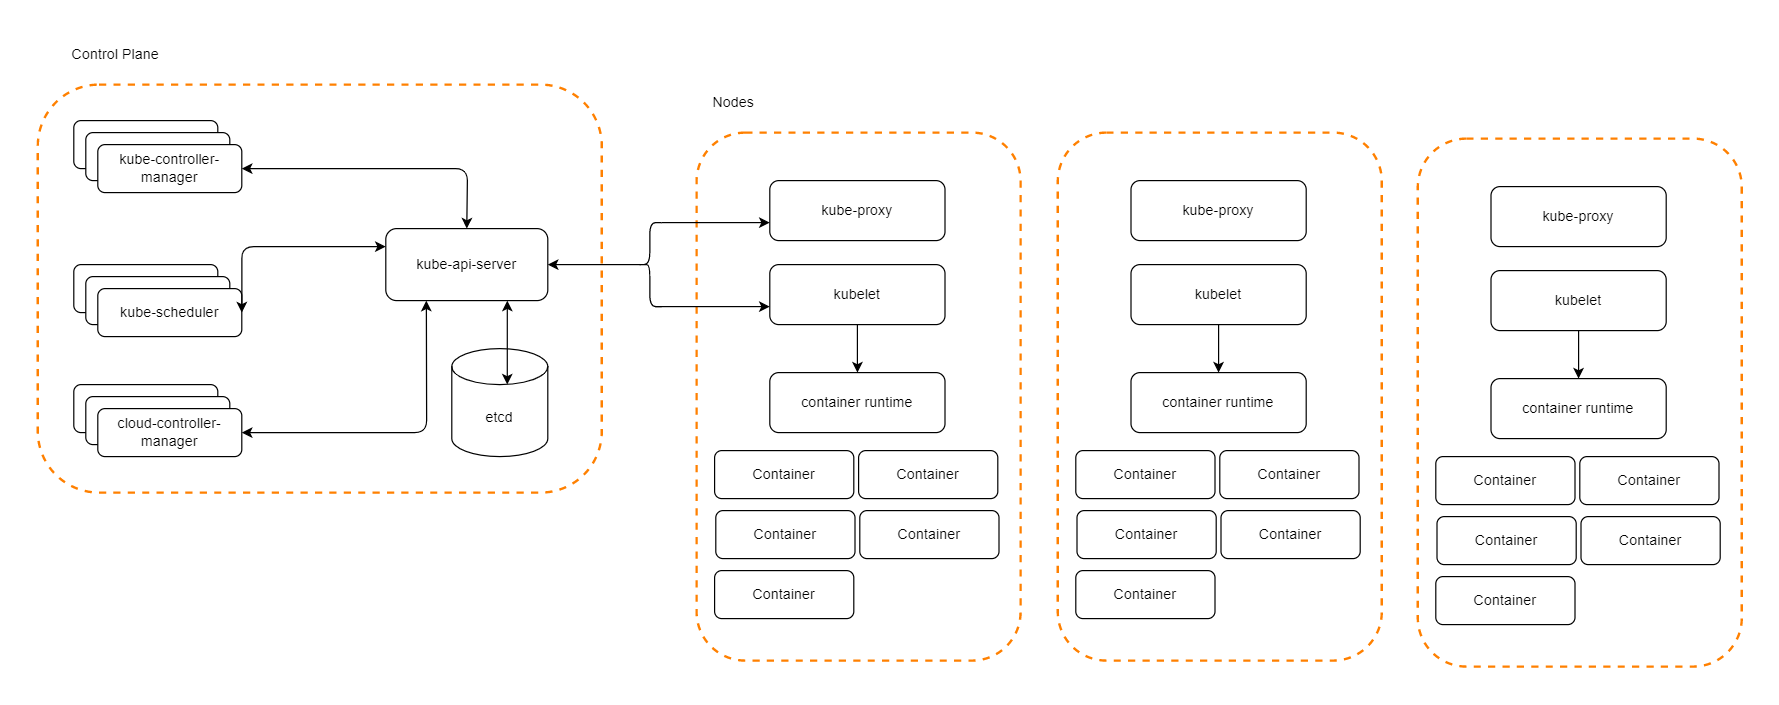 Control Plane
kube-controller-
manager
kube-scheduler
cloud-controller-
manager
kube-api-server
etcd
Nodes
kube-proxy
kubelet
container runtime
Container
Container
Container
Container
Container
kube-proxy
kubelet
container runtime
Container
Container
Container
Container
Container
kube-proxy
kubelet
container runtime
Container
Container
Container
Container
Container